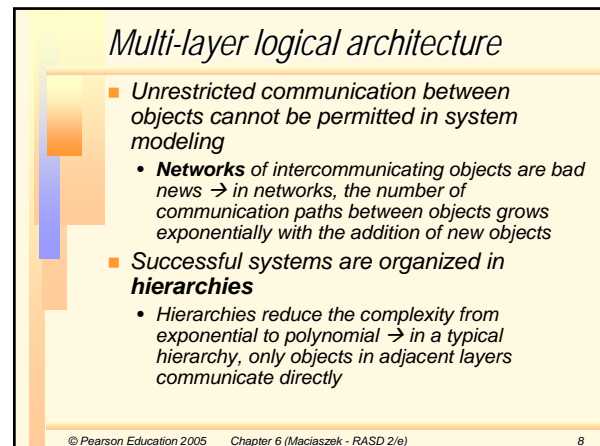 Multi-layer logical architecture
■ Unrestricted communication between
objects cannot be permitted in system
modeling
• Networks of intercommunicating objects are bad
news → in networks, the number of
communication paths between objects grows
exponentially with the addition of new objects
■ Successful systems are organized in
hierarchies
• Hierarchies reduce the complexity from
exponential to polynomial → in a typical
hierarchy, only objects in adjacent layers
communicate directly
© Pearson Education 2005 Chapter 6 (Maciaszek - RASD 2/e) 8